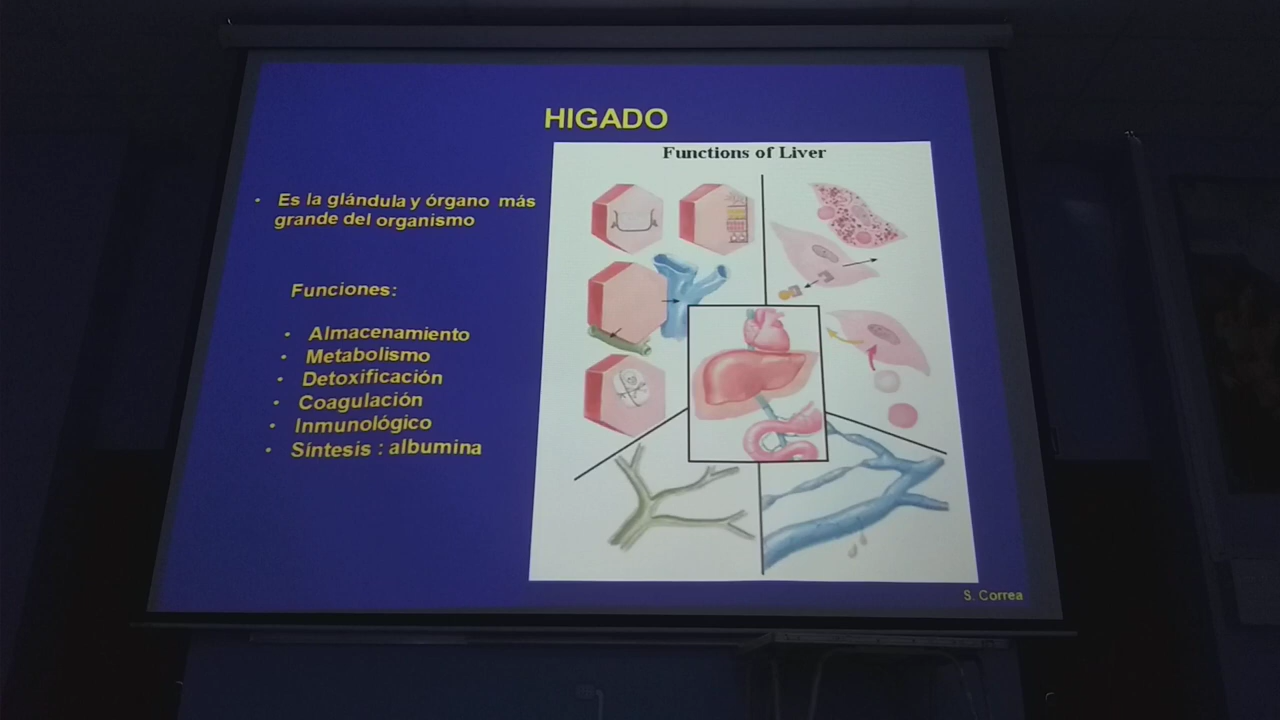 HIGADO
Functions of Liver
• Es la glándula y órgano más
grande del organismo
Funciones:
• Almacenamiento
• Metabolismo
• Detoxificación
• Coagulación
• Inmunológico
• Síntesis : albumina
S. Correa